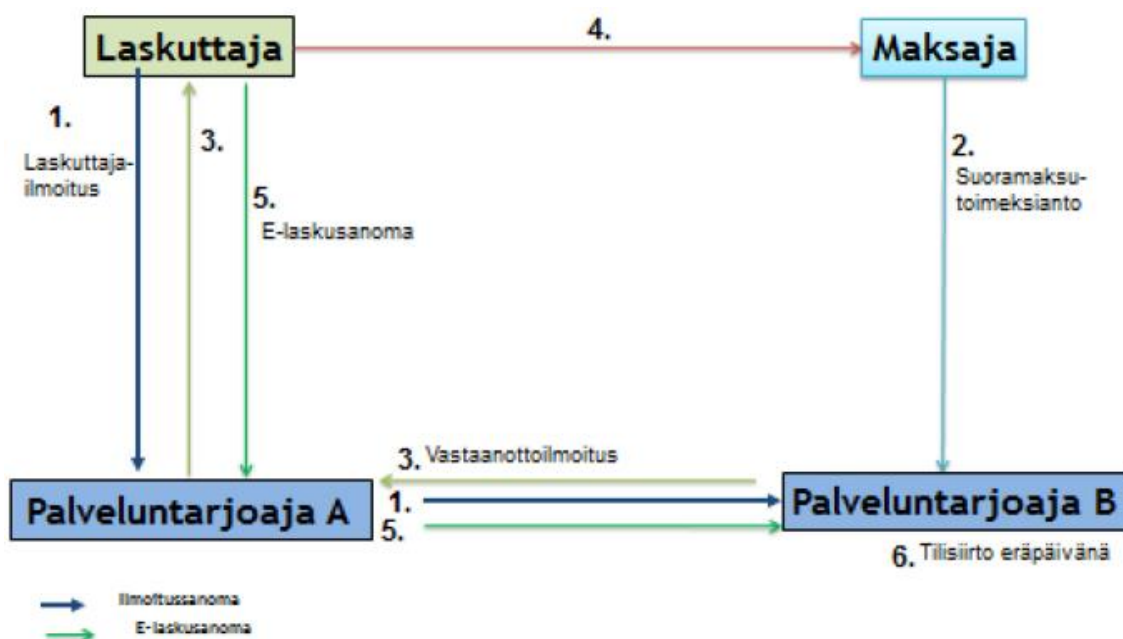 Laskuttaja
4.
Maksaja
1.
Laskuttaja-
ilmoitus
3.
5.
E-laskusanoma
2.
Suoramaksu-
toimeksianto
3. Vastaanottoilmoitus
Palveluntarjoaja A
1.
5.
Palveluntarjoaja B
6. Tilisiirto eräpäivänä
Ilmoitussanoma
E-laskusanoma